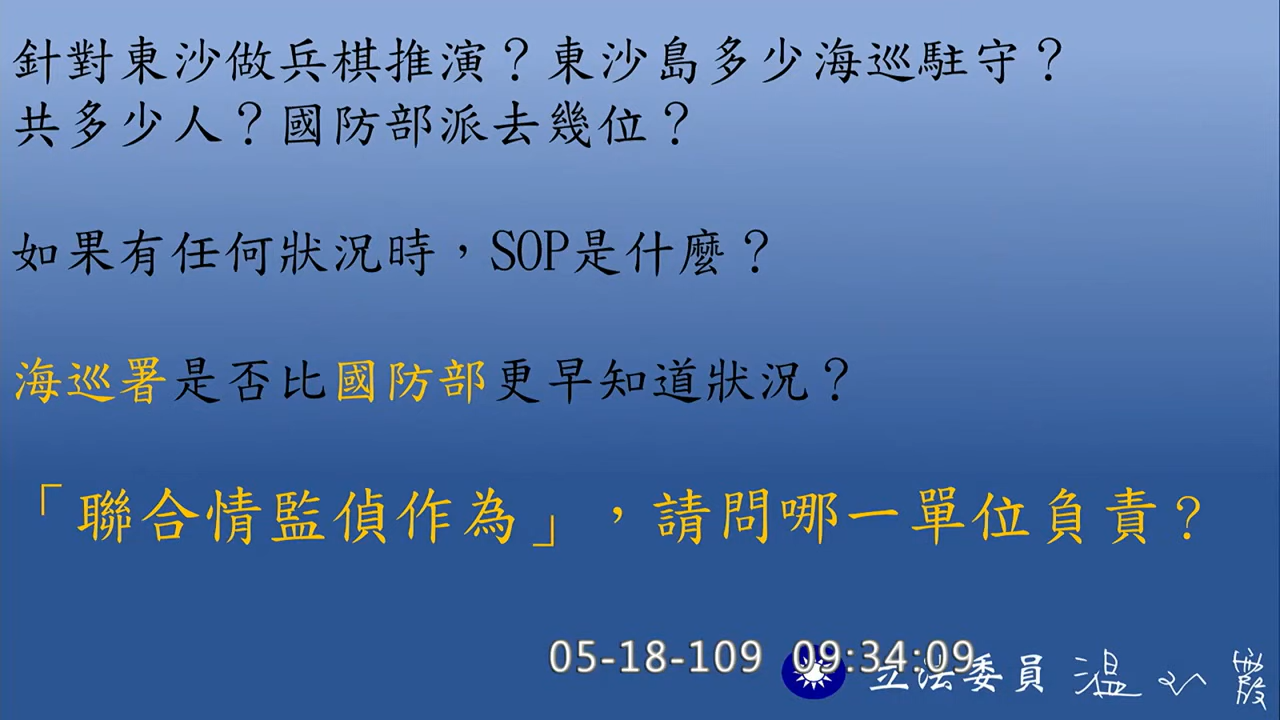 針對東沙做兵棋推演？東沙島多少海巡駐守？
共多少人？國防部派去幾位？
如果有任何狀況時，SOP是什麼？
海巡署是否比國防部更早知道狀況？
「聯合情監偵作為」，請問哪一單位負責？
05-18-109 09:34:09
立法委員 溫玉霞